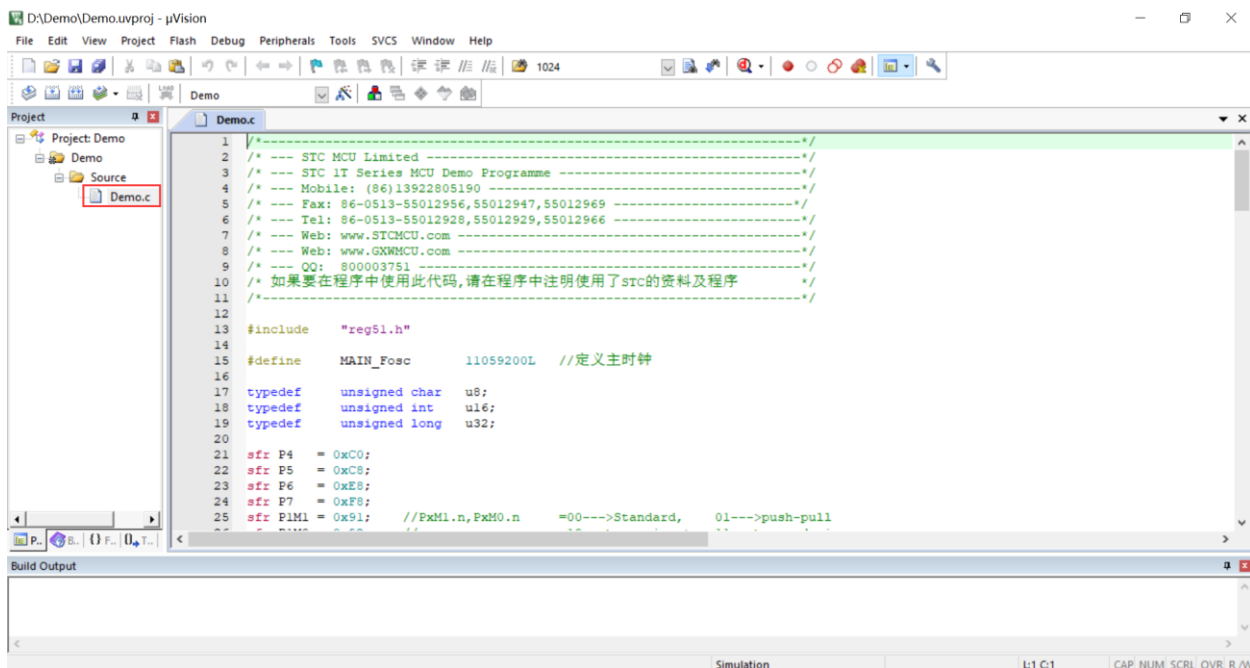 D:\Demo\Demo.uvproj - µVision
File Edit View Project Flash Debug Peripherals Tools SVCS Window Help
1024
LOAD Demo
Project
Demo.c
Project: Demo
Demo
Source
Demo.c
1 /*---------------------------------------------------------------------*/
2 /* --- STC MCU Limited ------------------------------------------------*/
3 /* --- STC 1T Series MCU Demo Programme -------------------------------*/
4 /* --- Mobile: (86)13922805190 ----------------------------------------*/
5 /* --- Fax: 86-0513-55012956,55012947,55012969 ------------------------*/
6 /* --- Tel: 86-0513-55012928,55012929,55012966 ------------------------*/
7 /* --- Web: www.STCMCU.com --------------------------------------------*/
8 /* --- Web: www.GXWMCU.com --------------------------------------------*/
9 /* --- QQ:  800003751 -------------------------------------------------*/
10 /* 如果要在程序中使用此代码,请在程序中注明使用了STC的资料及程序 */
11 /*---------------------------------------------------------------------*/
12
13 #include "reg51.h"
14
15 #define MAIN_Fosc 11059200L //定义主时钟
16
17 typedef unsigned char u8;
18 typedef unsigned int u16;
19 typedef unsigned long u32;
20
21 sfr P4 = 0xC0;
22 sfr P5 = 0xC8;
23 sfr P6 = 0xE8;
24 sfr P7 = 0xF8;
25 sfr P1M1 = 0x91; //PxM1.n,PxM0.n =00--->Standard, 01--->push-pull
P... B... {} F... 0 T...
Build Output
Simulation L:1 C:1 CAP NUM SCRL OVR R/W